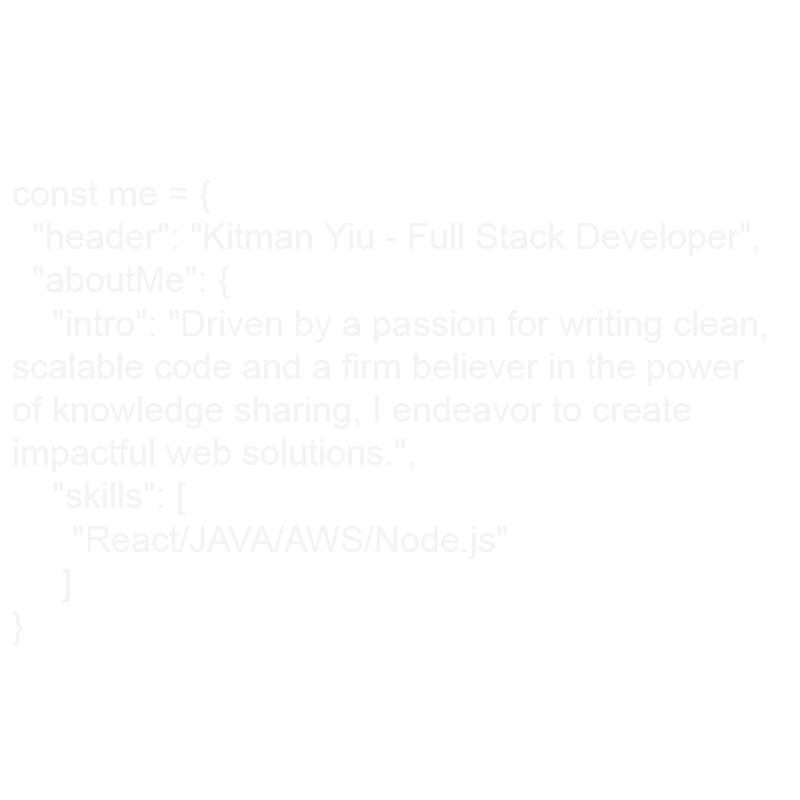 const me = {
"header": "Kitman Yiu - Full Stack Developer",
"aboutMe": {
"intro": "Driven by a passion for writing clean,
scalable code and a firm believer in the power
of knowledge sharing, I endeavor to create
impactful web solutions.",
"skills": [
"React/JAVA/AWS/Node.js"
]
}